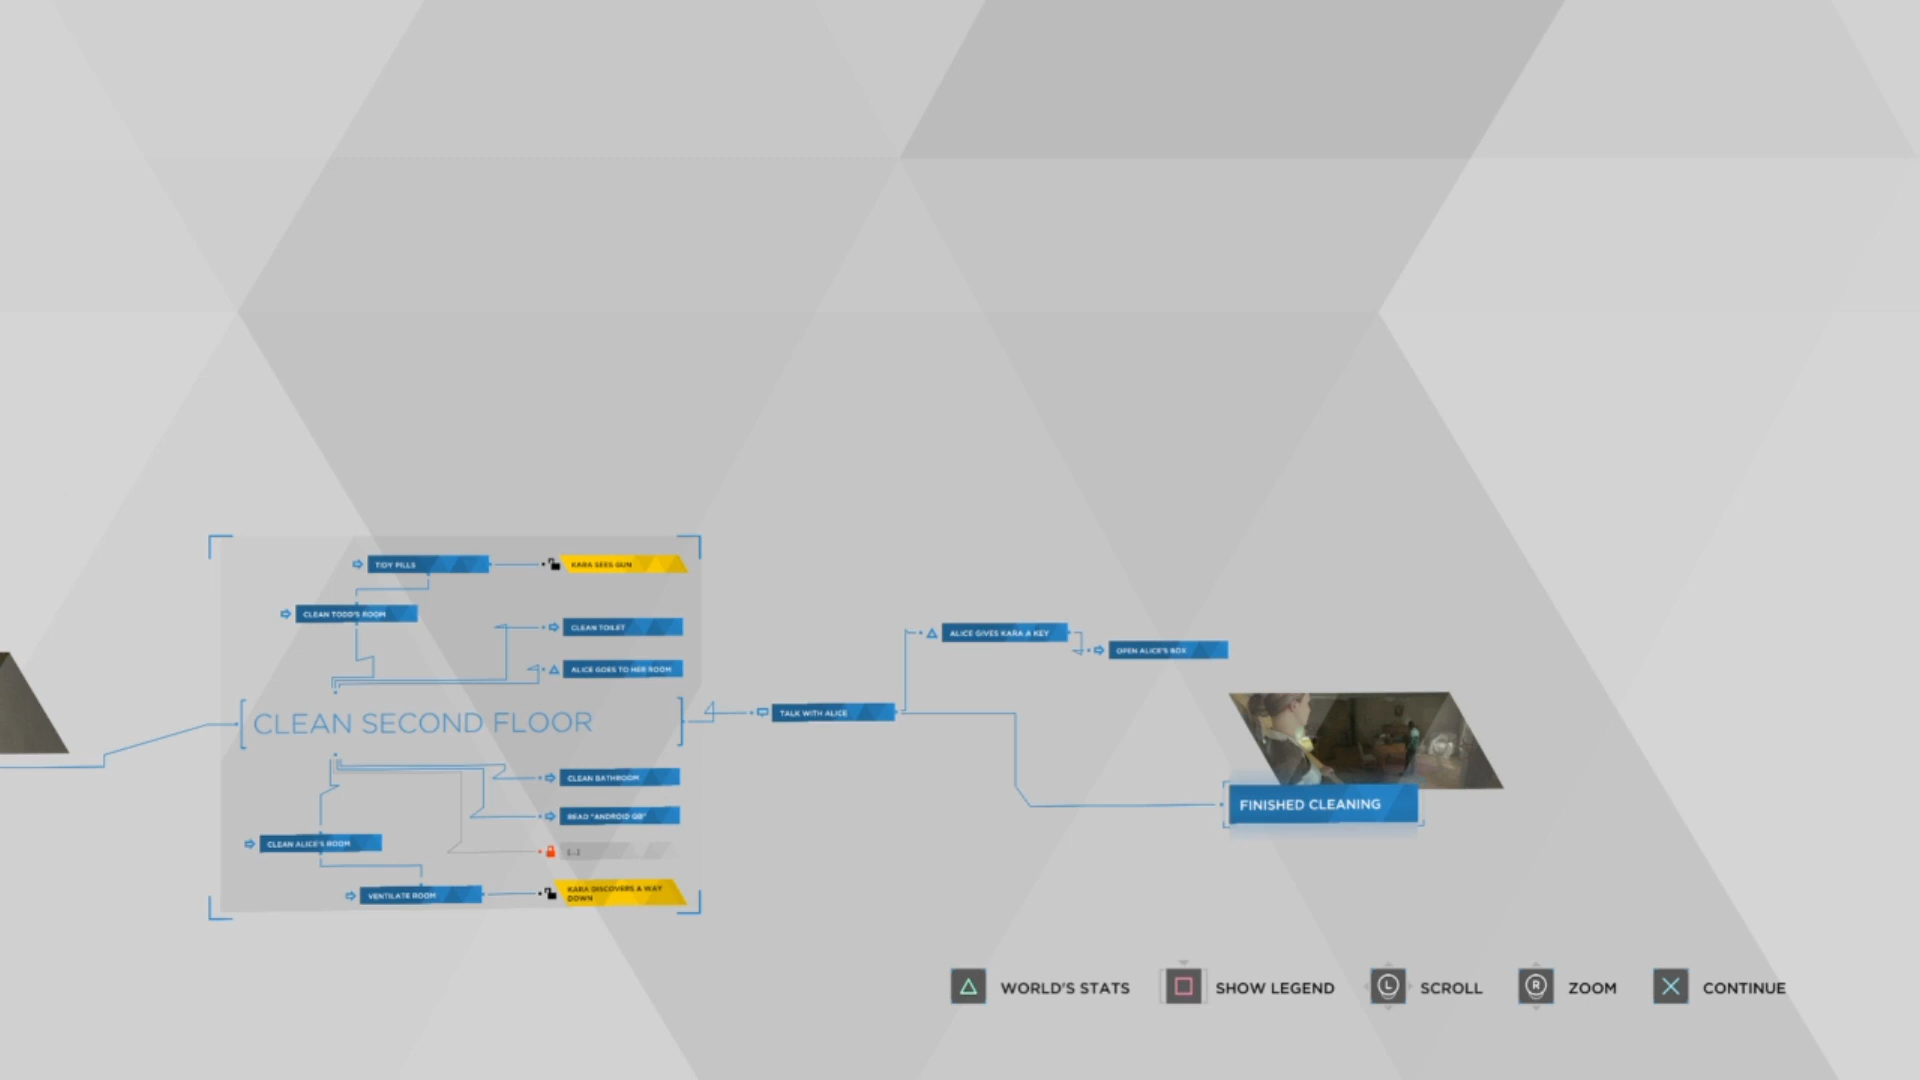 TIDY PILLS
KARA SEES GUN
CLEAN TODD'S ROOM
CLEAN TOILET
ALICE GOES TO HER ROOM
CLEAN SECOND FLOOR
CLEAN BATHROOM
READ "ANDROID QB"
[...]
CLEAN ALICE'S ROOM
VENTILATE ROOM
KARA DISCOVERS A WAY
DOWN
TALK WITH ALICE
ALICE GIVES KARA A KEY
OPEN ALICE'S BOX
FINISHED CLEANING
WORLD'S STATS
SHOW LEGEND
L
SCROLL
R
ZOOM
CONTINUE